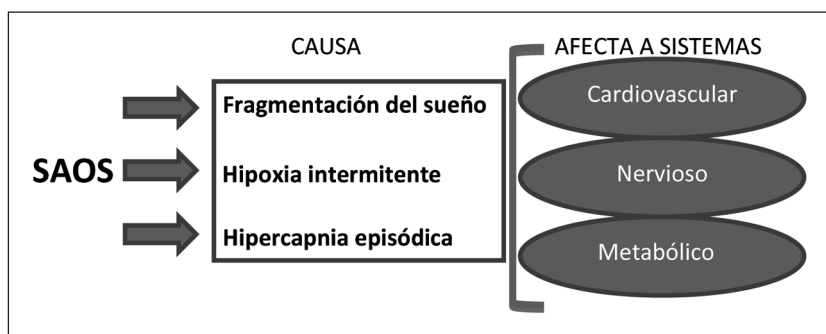 CAUSA
AFECTA A SISTEMAS
SAOS
Fragmentación del sueño
Hipoxia intermitente
Hipercapnia episódica
Cardiovascular
Nervioso
Metabólico